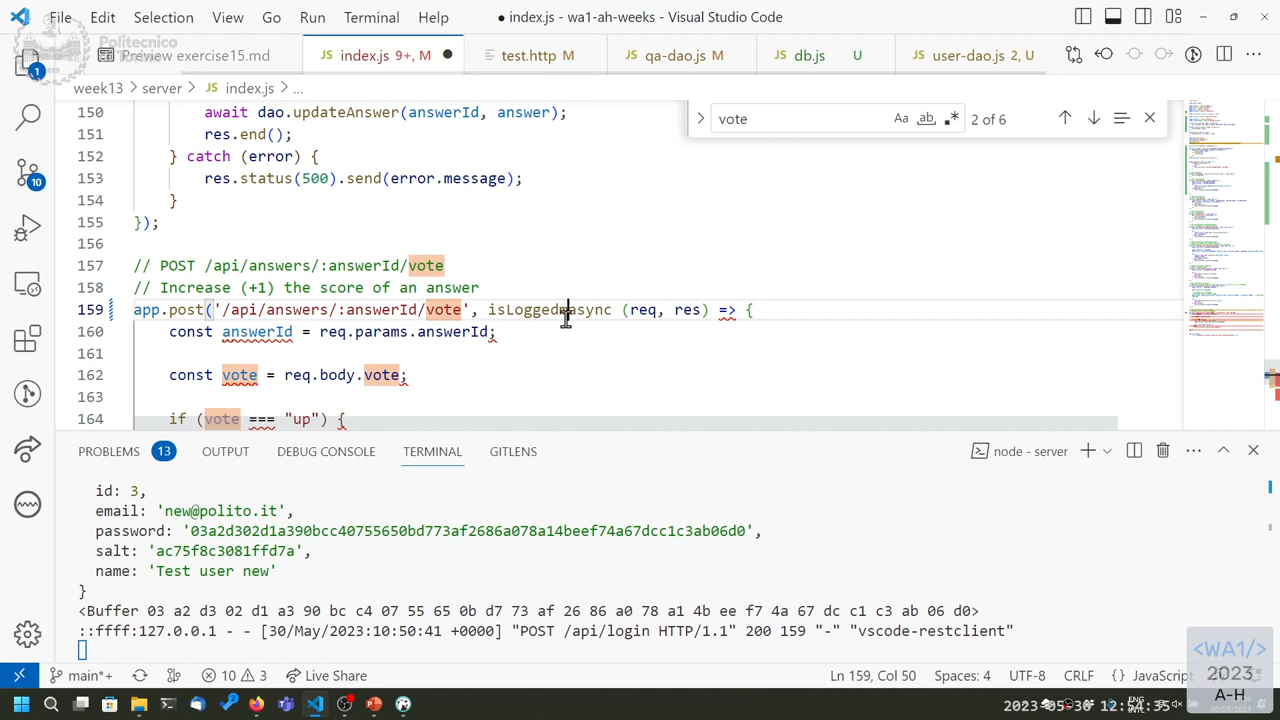 File Edit Selection View Go Run Terminal Help ● index.js - wa1-ah-weeks - Visual Studio Code
Politecnico
Preview exercise15.md JS index.js 9+, M ● test.http M JS qa-dao.js M JS db.js U JS user-dao.js 2, U
week13 > server > JS index.js > ...
vote Aa 2 of 6
150 await dao.updateAnswer(answerId, answer);
151 res.end();
152 } catch (error) {
153 res.status(500).end(error.message
154 }
155 });
156
157 // POST /api/answers/:answerId/vote
158 // Increase (+1) the score of an answer
159 app.post('/api/answers/:answerId/vote', (req, res) =>
160 const answerId = req.params.answerId;
161
162 const vote = req.body.vote;
163
164 if (vote === "up") {
PROBLEMS 13 OUTPUT DEBUG CONSOLE TERMINAL GITLENS node - server
id: 3,
email: 'new@polito.it',
password: '03a2d302d1a390bcc40755650bd773af2686a078a14beef74a67dcc1c3ab06d0',
salt: 'ac75f8c3081ffd7a',
name: 'Test user new'
}
<Buffer 03 a2 d3 02 d1 a3 90 bc c4 07 55 65 0b d7 73 af 26 86 a0 78 a1 4b ee f7 4a 67 dc c1 c3 ab 06 d0>
::ffff:127.0.0.1 - - [30/May/2023:10:50:41 +0000] "POST /api/login HTTP/1.1" 200 159 "-" "vscode-restclient"
1
10
<WA1/>
2023
A-H
main*+ 10 3 Live Share Ln 159, Col 50 Spaces: 4 UTF-8 CRLF {} JavaScript
ENG